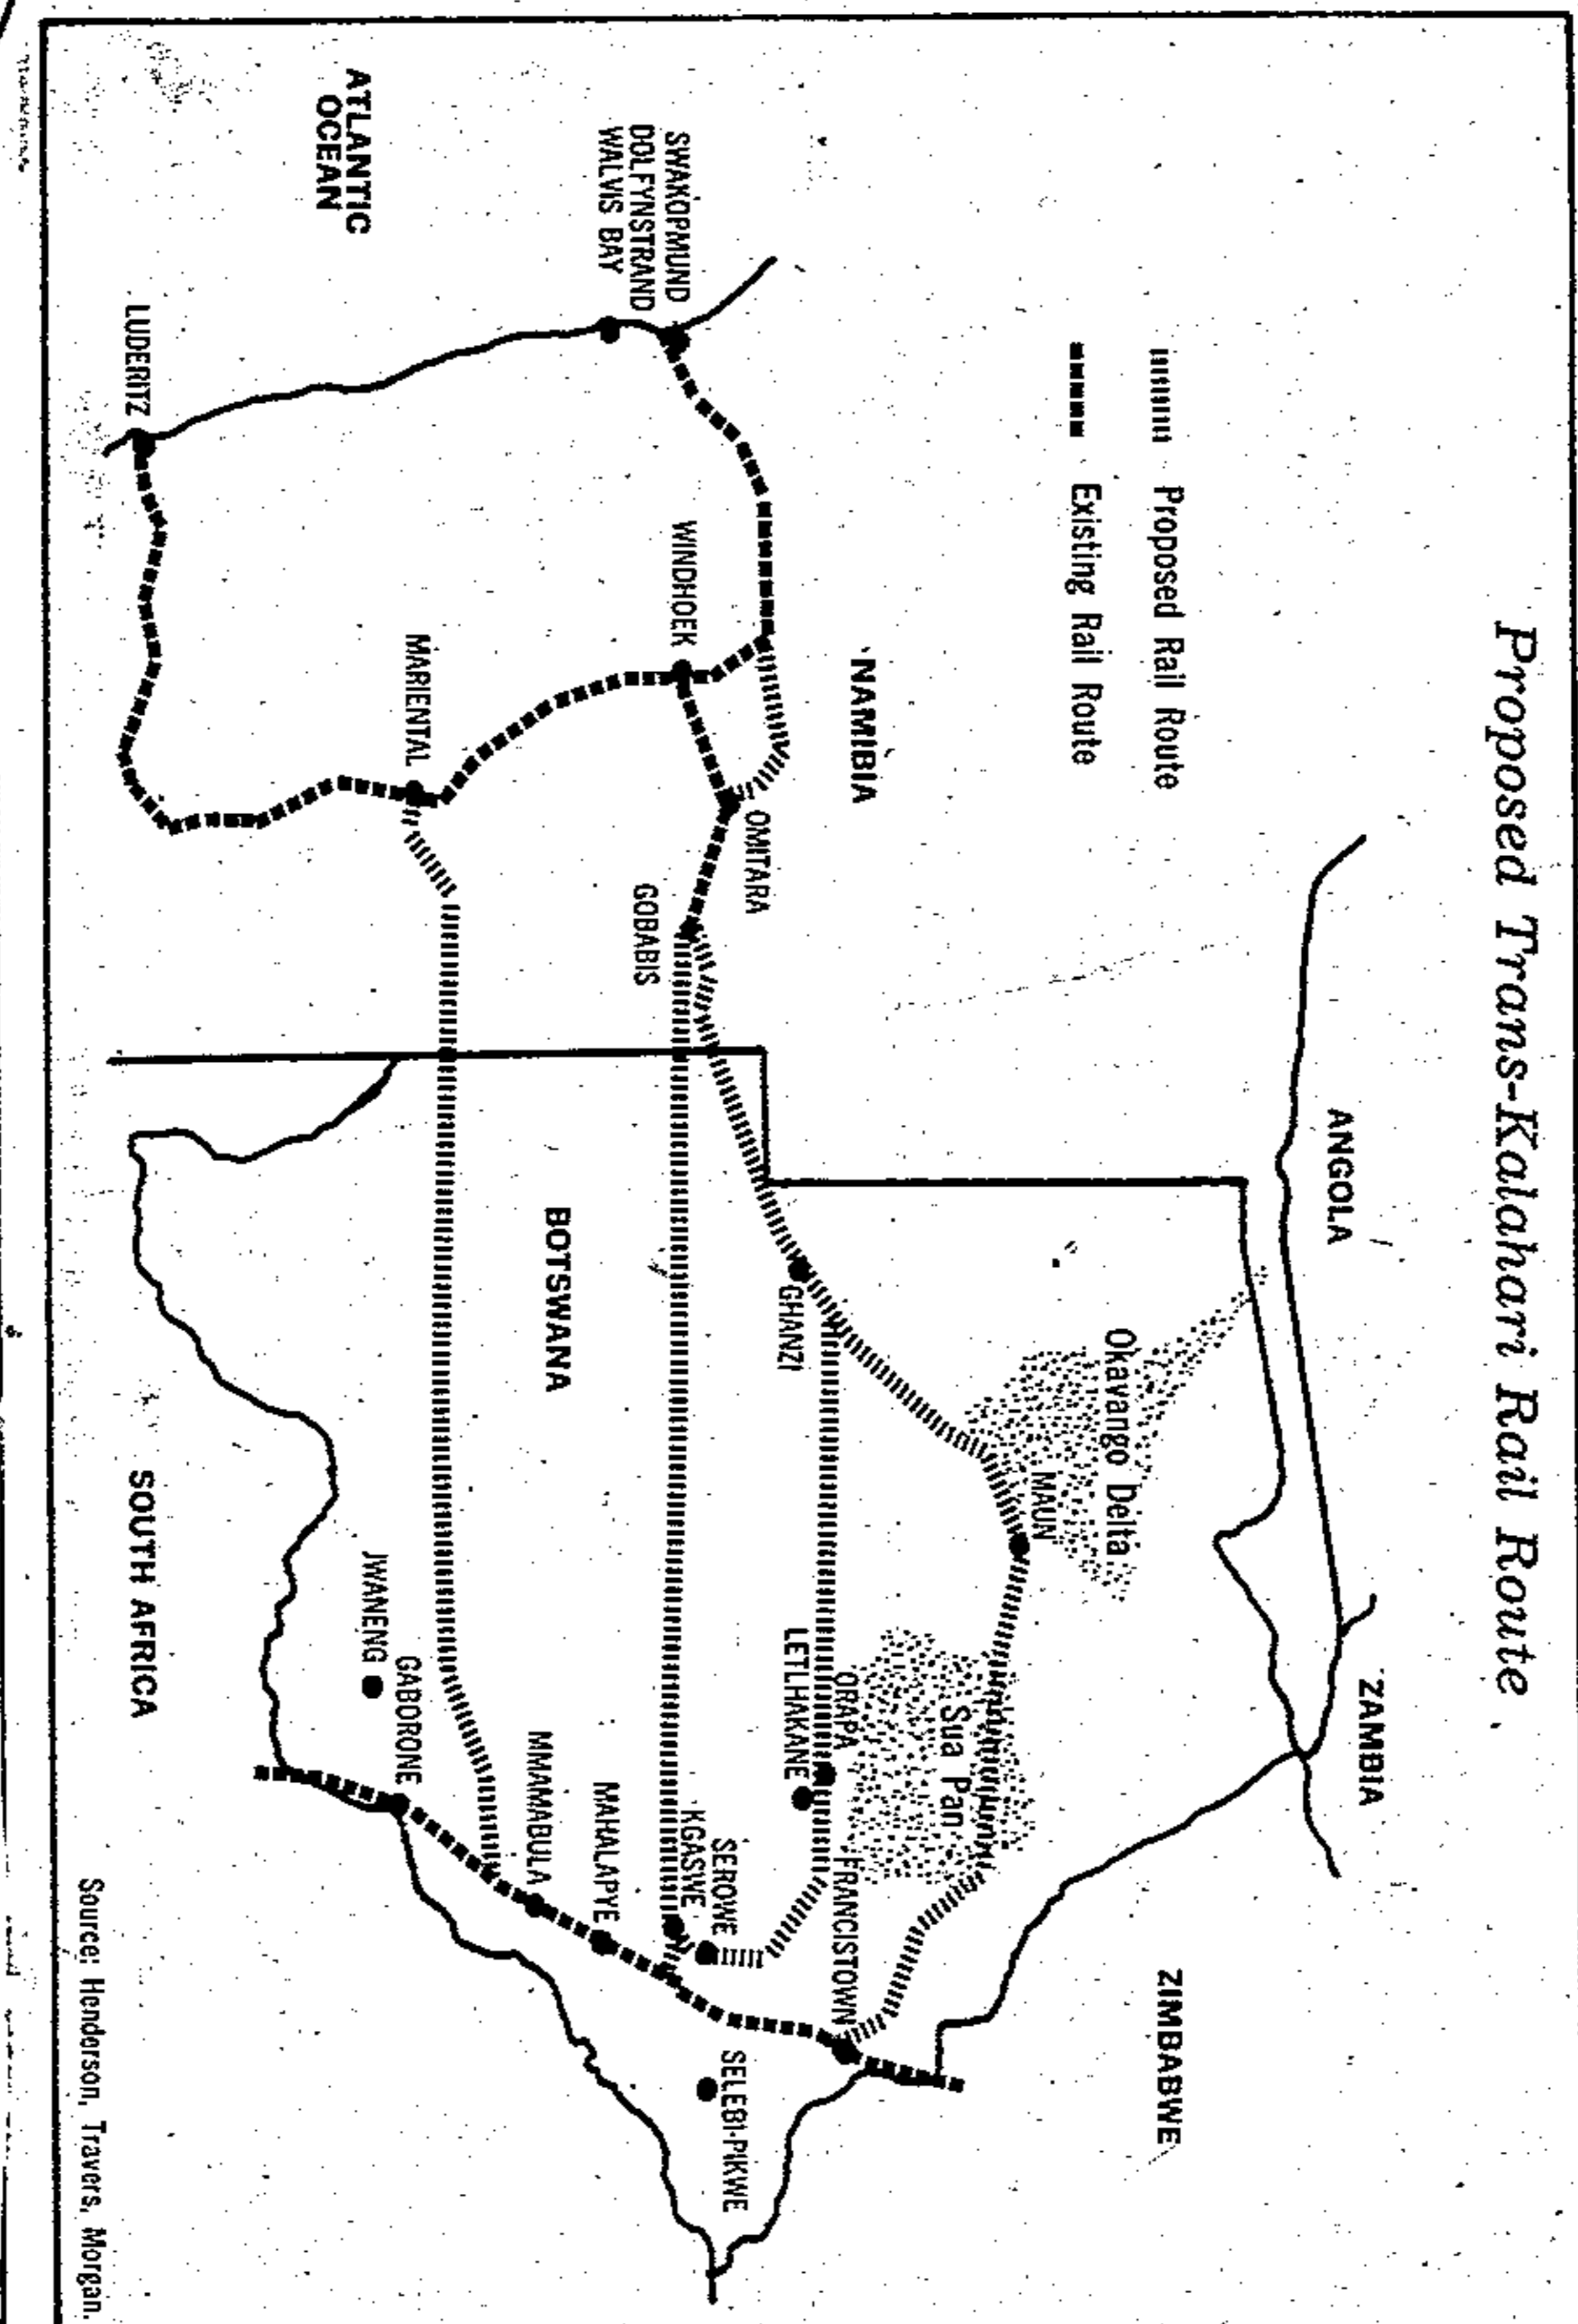 Proposed Trans-Kalahari Rail Route
Proposed Rail Route
Existing Rail Route
ANGOLA
ZAMBIA
ZIMBABWE
NAMIBIA
Okavango Delta
MAUN
Sua Pan
SWAKOPMUND
DOLFYNSTRAND
WALVIS BAY
WINDHOEK
OMITARA
GOBABIS
GHANZI
ORAPA
LETLHAKANE
FRANCISTOWN
SEROWE
KGASWE
SELEBI-PIKWE
ATLANTIC
OCEAN
MARIENTAL
BOTSWANA
MAHALAPYE
MMAMABULA
GABORONE
JWANENG
LUDERITZ
SOUTH AFRICA
Source: Henderson, Travers, Morgan.